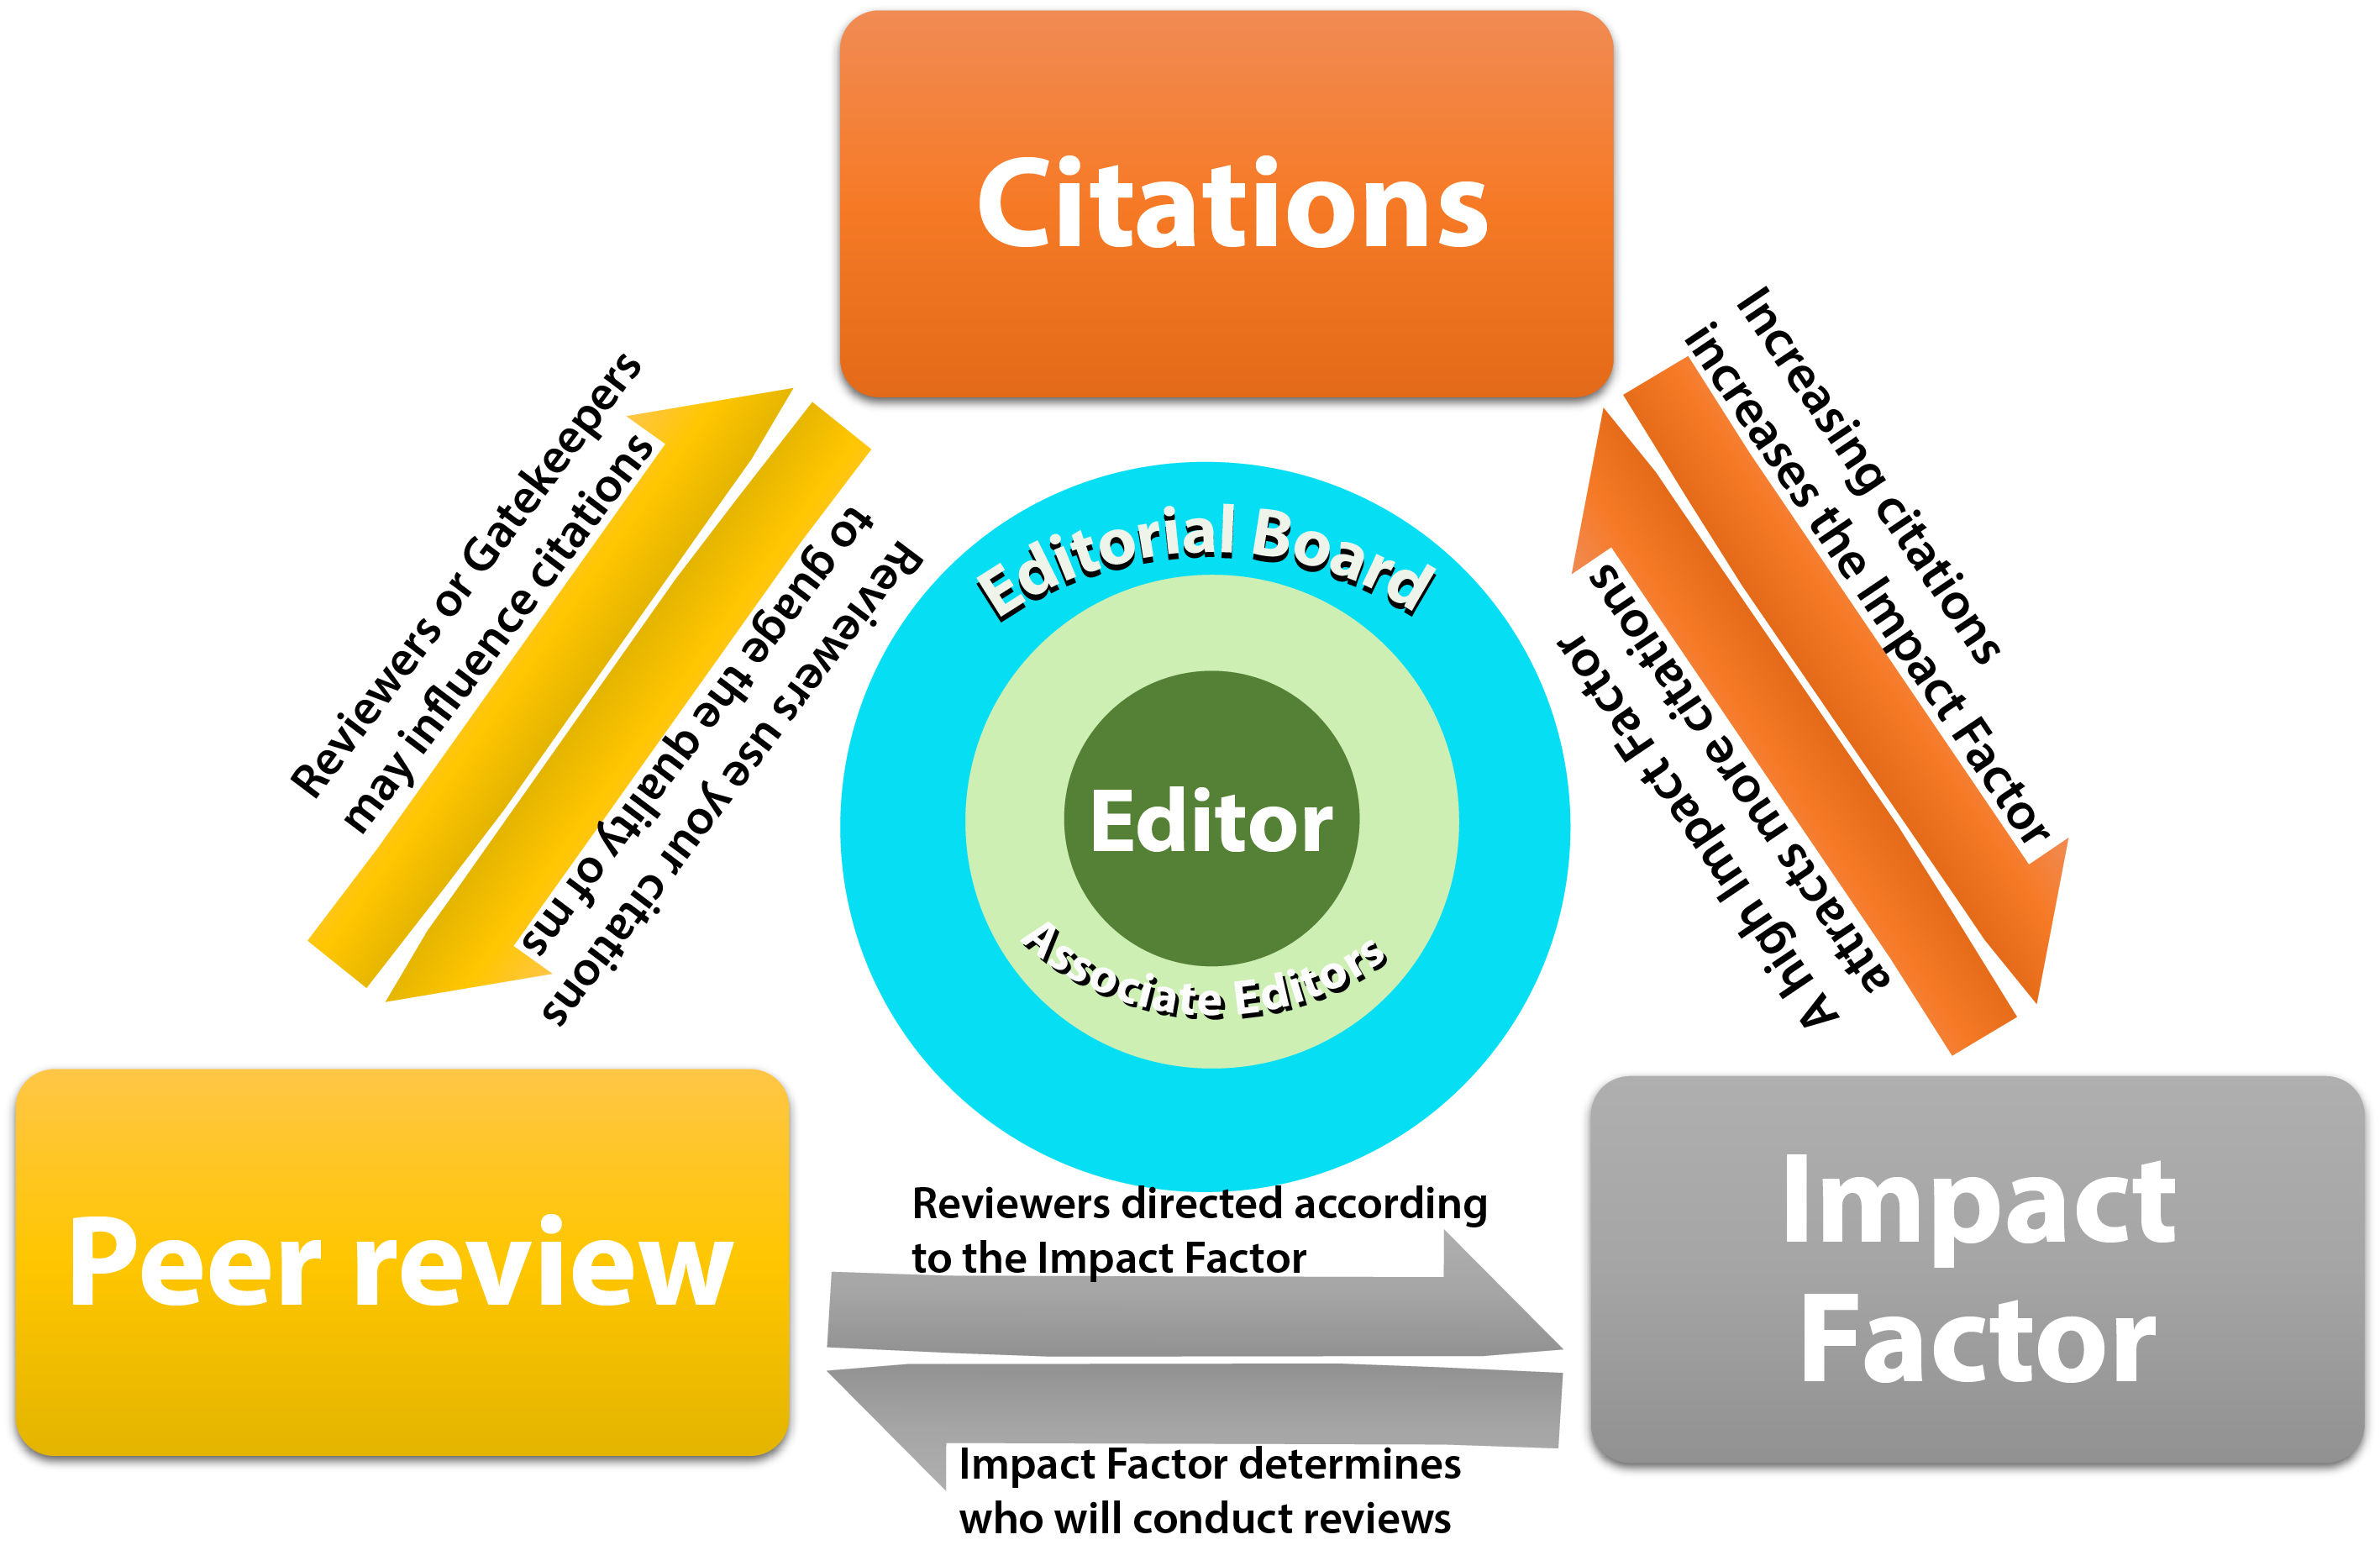 Citations
Reviewers or Gatekeepers
may influence citations
Reviewers use your citations
to quage the quality of ms
Increasing citations
increases the Impact Factor
A high Impact Factor
attracts more citations
Editorial Board
Editor
Associate Editors
Peer review
Reviewers directed according
to the Impact Factor
Impact Factor determines
who will conduct reviews
Impact
Factor